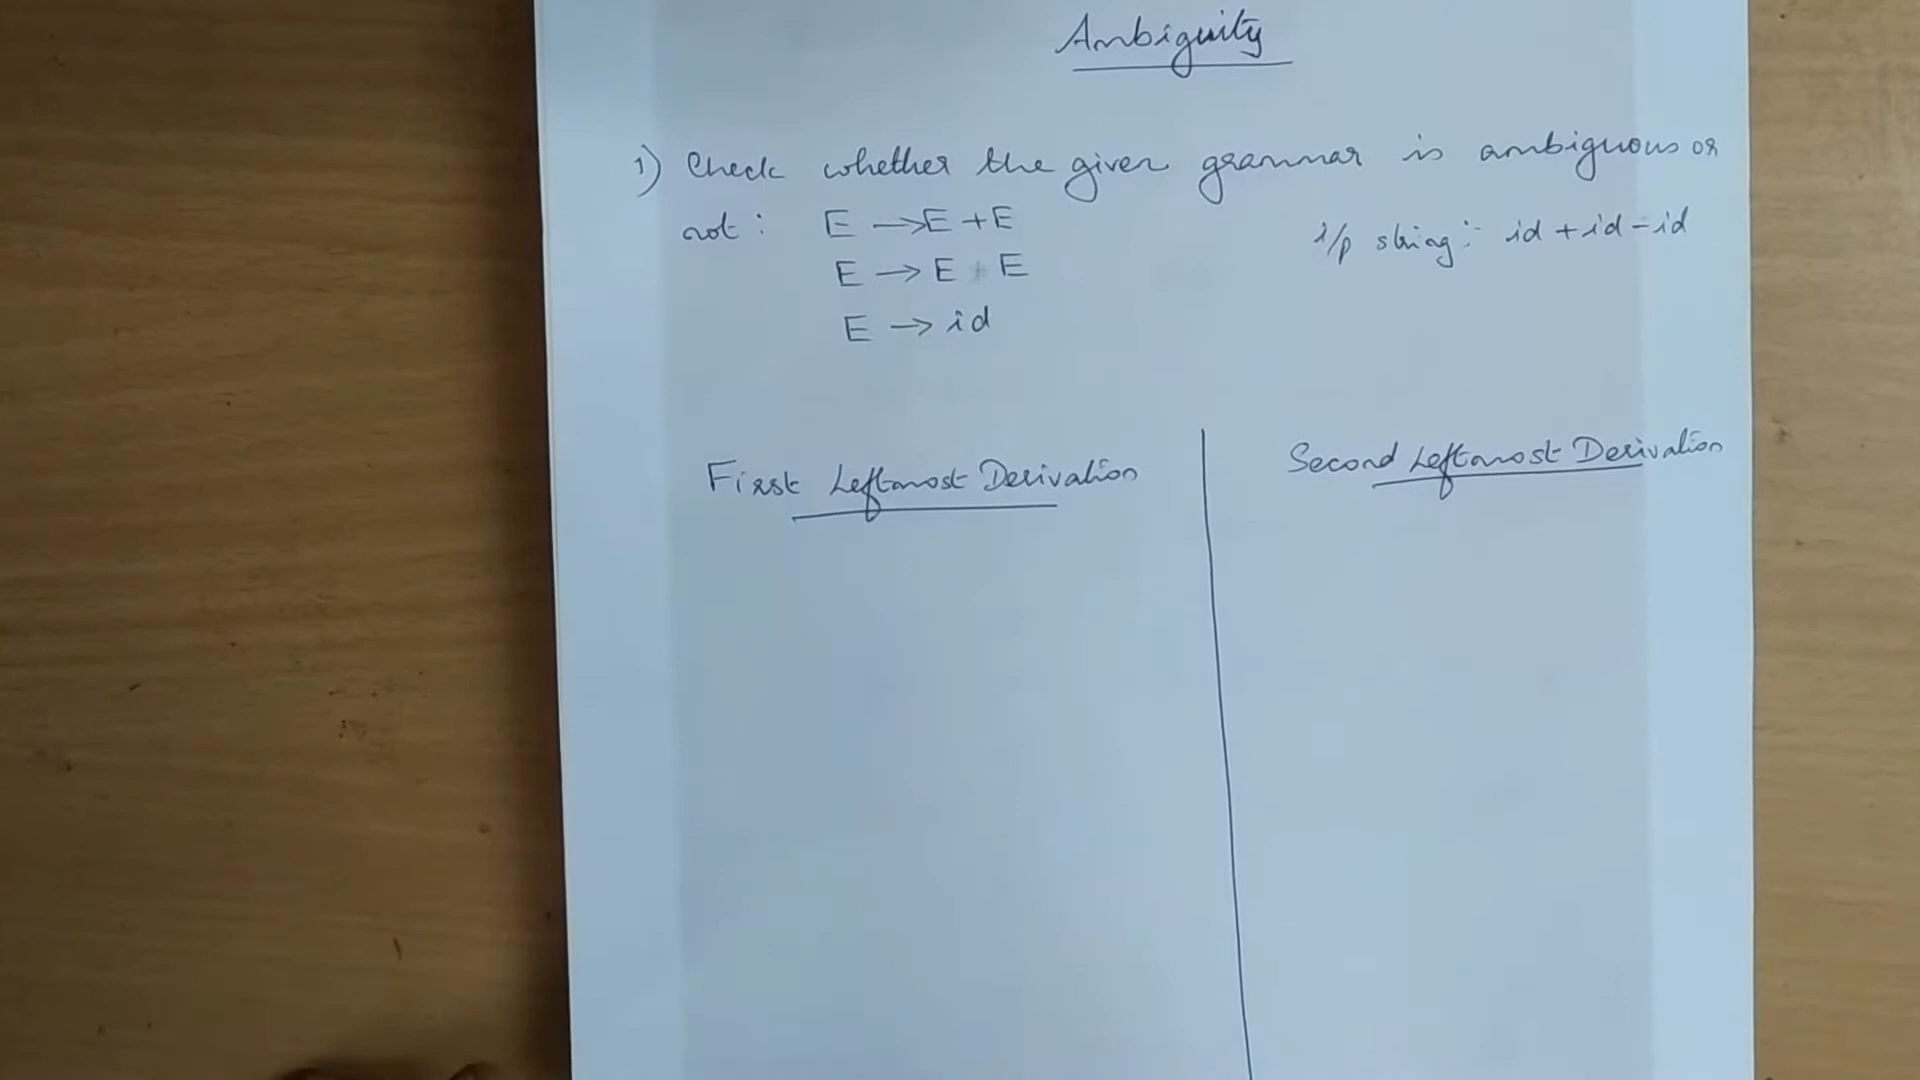 Ambiguity
1) Check whether the given grammar is ambiguous or
not : E → E + E
i/p string :- id + id - id
E → E E
E → id
First Leftmost Derivation
Second Leftmost Derivation